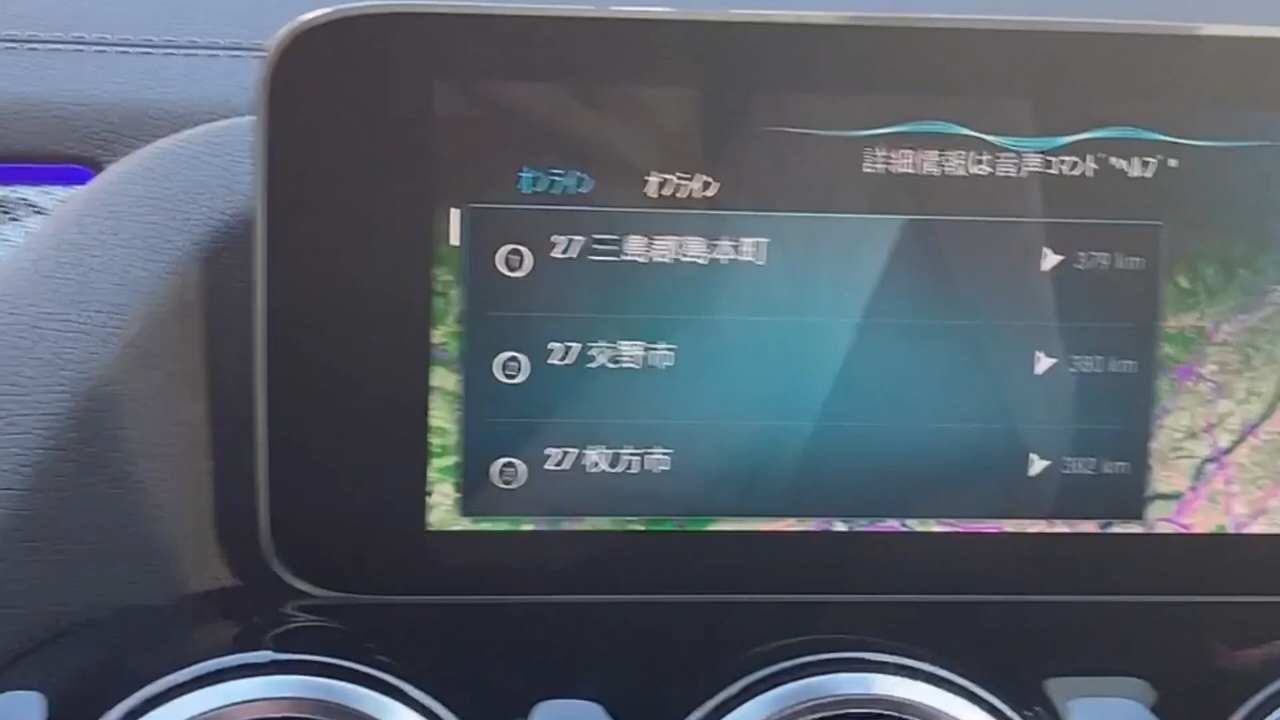 詳細情報は音声コマンド"ヘルプ"
オンライン オフライン
27 三島郡島本町 379 km
27 交野市 km
27 枚方市 382 km